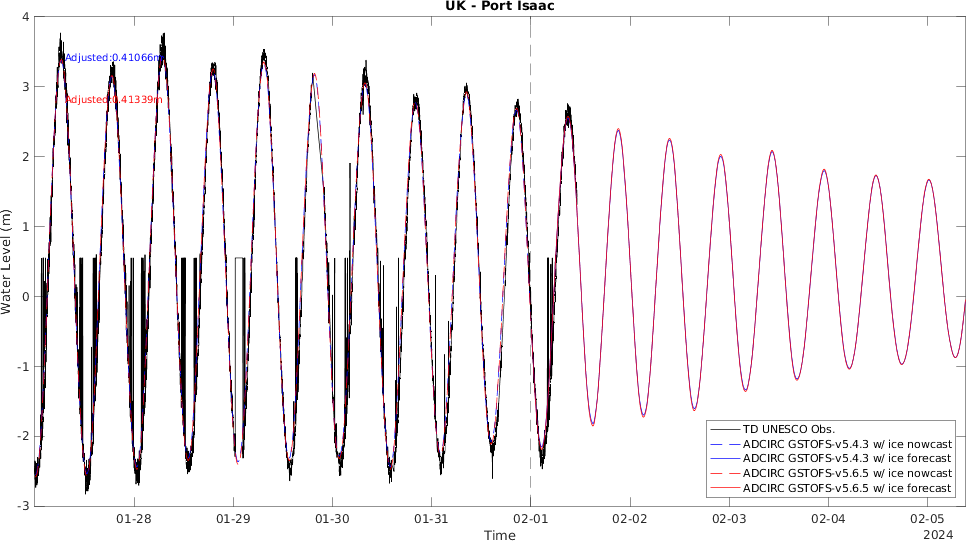 UK - Port Isaac
4
3
2
1
0
-1
-2
-3
Water Level (m)
Adjusted:0.41066m
Adjusted:0.41339m
TD UNESCO Obs.
ADCIRC GSTOFS-v5.4.3 w/ ice nowcast
ADCIRC GSTOFS-v5.4.3 w/ ice forecast
ADCIRC GSTOFS-v5.6.5 w/ ice nowcast
ADCIRC GSTOFS-v5.6.5 w/ ice forecast
01-28 01-29 01-30 01-31 02-01 02-02 02-03 02-04 02-05
Time 2024